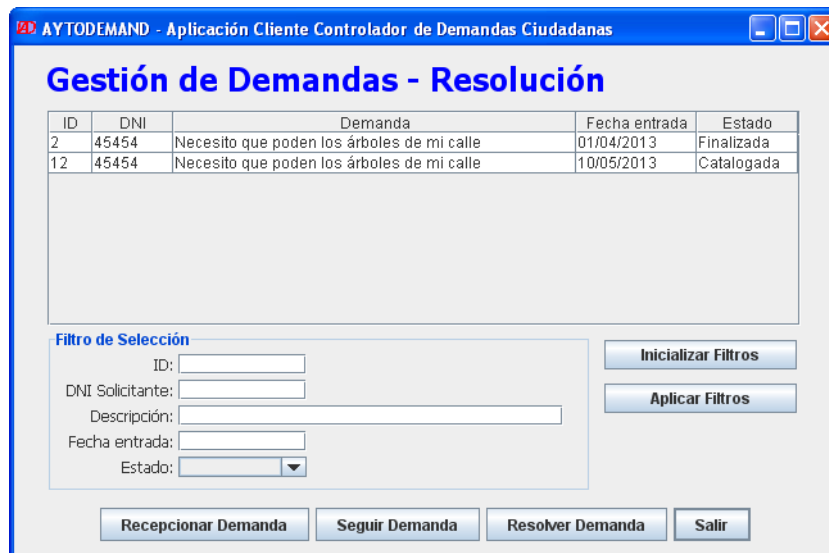 AYTODEMAND - Aplicación Cliente Controlador de Demandas Ciudadanas
Gestión de Demandas - Resolución
ID DNI Demanda Fecha entrada Estado
2 45454 Necesito que poden los árboles de mi calle 01/04/2013 Finalizada
12 45454 Necesito que poden los árboles de mi calle 10/05/2013 Catalogada
Filtro de Selección
ID:
DNI Solicitante:
Descripción:
Fecha entrada:
Estado:
Inicializar Filtros
Aplicar Filtros
Recepcionar Demanda Seguir Demanda Resolver Demanda Salir